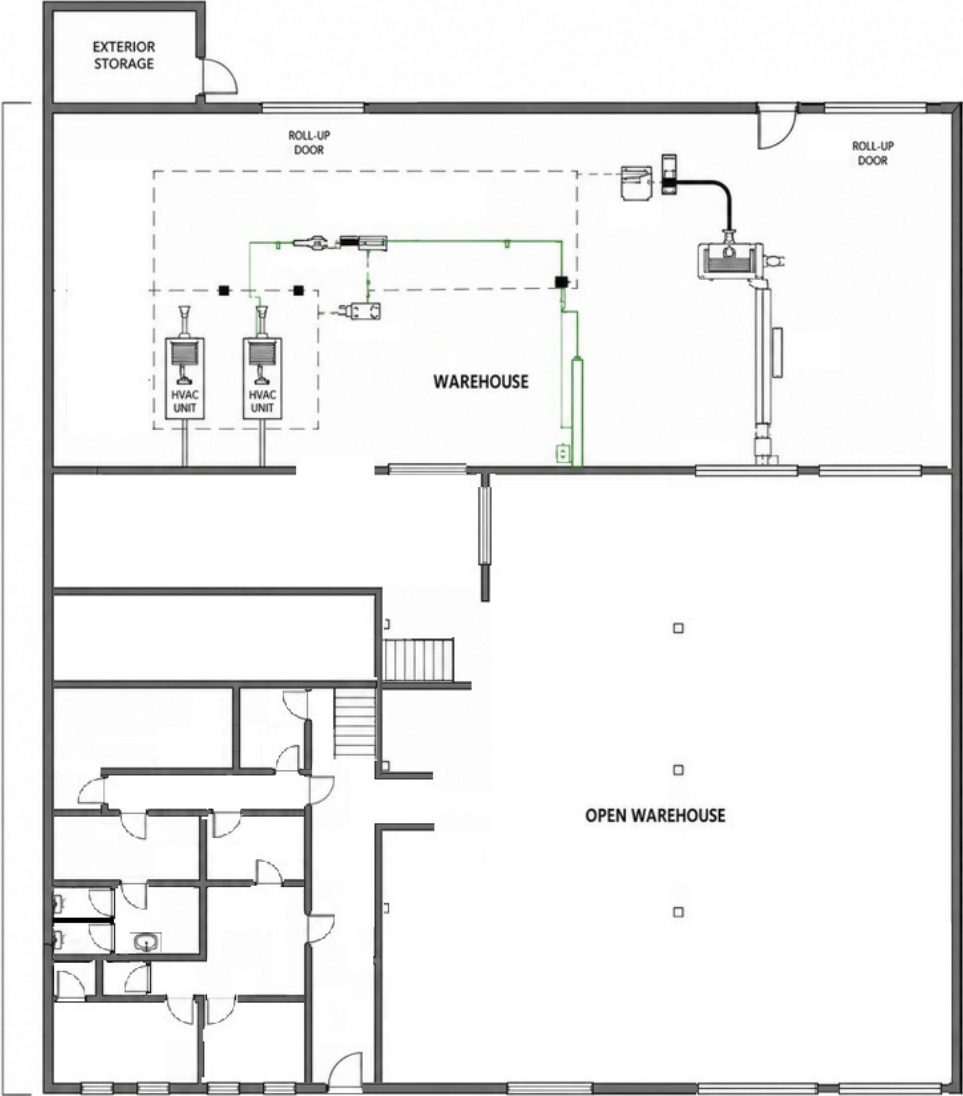 EXTERIOR
STORAGE
ROLL-UP
DOOR
ROLL-UP
DOOR
WAREHOUSE
HVAC
UNIT
HVAC
UNIT
OPEN WAREHOUSE